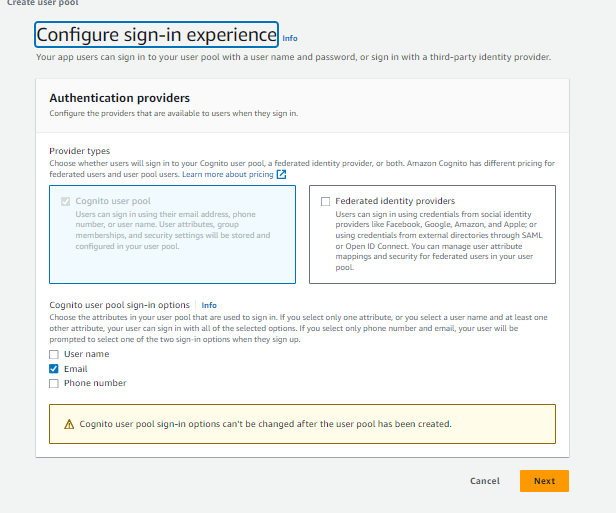 Create user pool
Configure sign-in experience Info
Your app users can sign in to your user pool with a user name and password, or sign in with a third-party identity provider.
Authentication providers
Configure the providers that are available to users when they sign in.
Provider types
Choose whether users will sign in to your Cognito user pool, a federated identity provider, or both. Amazon Cognito has different pricing for
federated users and user pool users. Learn more about pricing
Cognito user pool
Users can sign in using their email address, phone
number, or user name. User attributes, group
memberships, and security settings will be stored and
configured in your user pool.
Federated identity providers
Users can sign in using credentials from social identity
providers like Facebook, Google, Amazon, and Apple; or
using credentials from external directories through SAML
or Open ID Connect. You can manage user attribute
mappings and security for federated users in your user
pool.
Cognito user pool sign-in options Info
Choose the attributes in your user pool that are used to sign in. If you select only one attribute, or you select a user name and at least one
other attribute, your user can sign in with all of the selected options. If you select only phone number and email, your user will be
prompted to select one of the two sign-in options when they sign up.
User name
Email
Phone number
Cognito user pool sign-in options can't be changed after the user pool has been created.
Cancel
Next